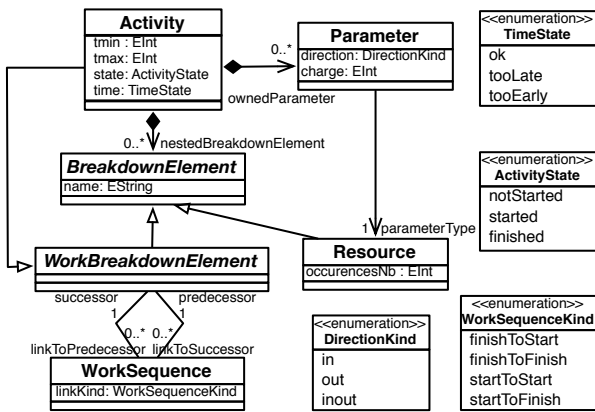 Activity
tmin : EInt
tmax: EInt
state: ActivityState
time: TimeState
0..*
ownedParameter
Parameter
direction: DirectionKind
charge: EInt
<<enumeration>>
TimeState
ok
tooLate
tooEarly
0..*
nestedBreakdownElement
BreakdownElement
name: EString
<<enumeration>>
ActivityState
notStarted
started
finished
1
parameterType
WorkBreakdownElement
Resource
occurencesNb : EInt
successor
predecessor
1
1
0..*
0..*
linkToPredecessor
linkToSuccessor
WorkSequence
linkKind: WorkSequenceKind
<<enumeration>>
DirectionKind
in
out
inout
<<enumeration>>
WorkSequenceKind
finishToStart
finishToFinish
startToStart
startToFinish